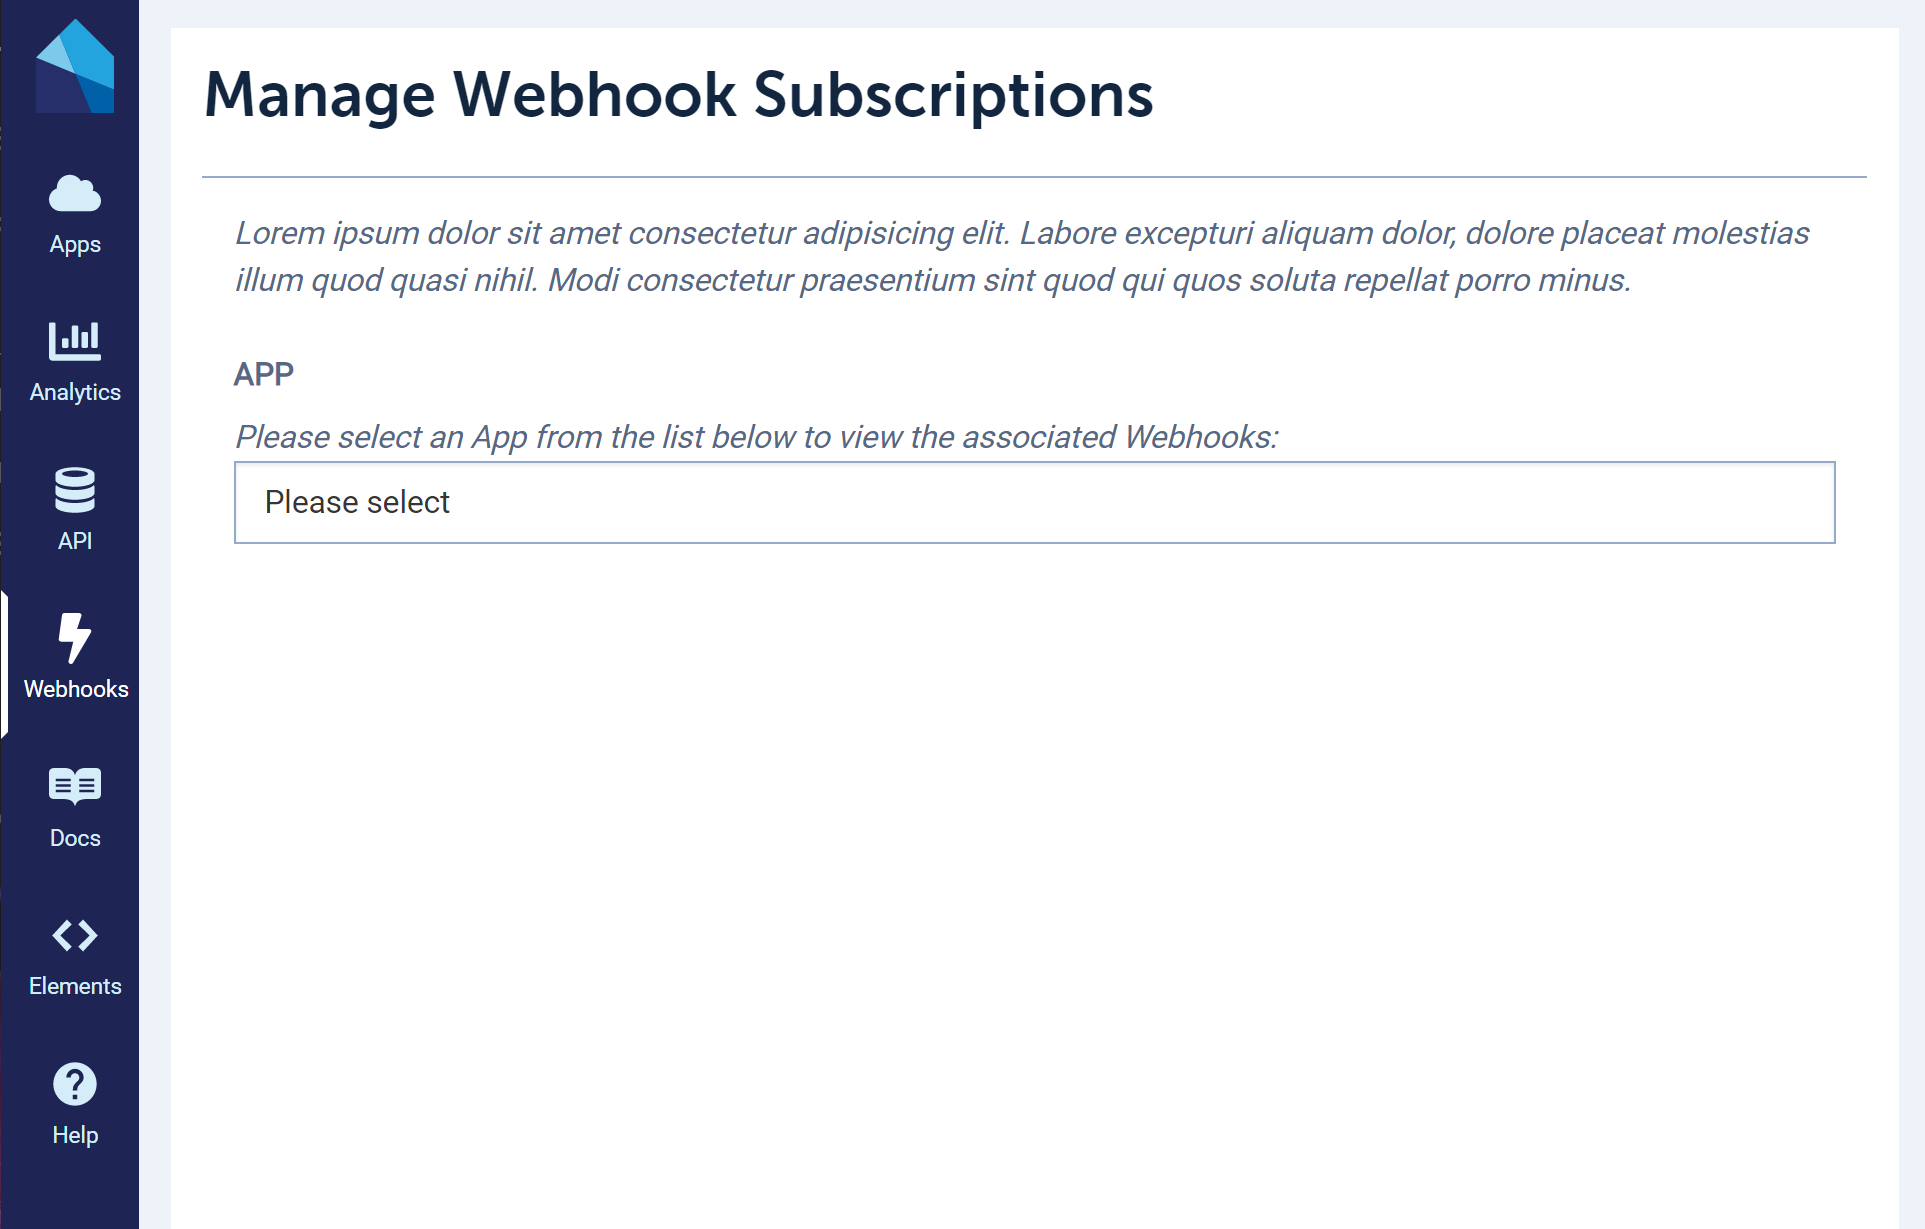 Manage Webhook Subscriptions
Lorem ipsum dolor sit amet consectetur adipisicing elit. Labore excepturi aliquam dolor, dolore placeat molestias
illum quod quasi nihil. Modi consectetur praesentium sint quod qui quos soluta repellat porro minus.
APP
Please select an App from the list below to view the associated Webhooks:
Please select
Apps
Analytics
API
Webhooks
Docs
Elements
Help